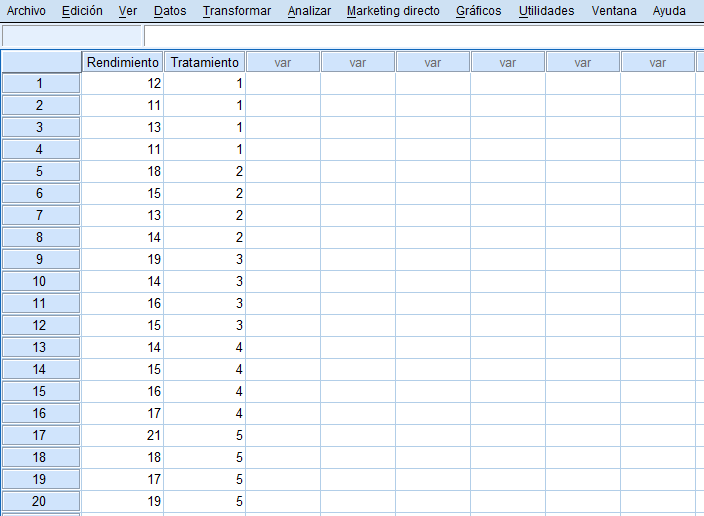 Archivo Edición Ver Datos Transformar Analizar Marketing directo Gráficos Utilidades Ventana Ayuda
Rendimiento Tratamiento var var var var var var
1 12 1
2 11 1
3 13 1
4 11 1
5 18 2
6 15 2
7 13 2
8 14 2
9 19 3
10 14 3
11 16 3
12 15 3
13 14 4
14 15 4
15 16 4
16 17 4
17 21 5
18 18 5
19 17 5
20 19 5